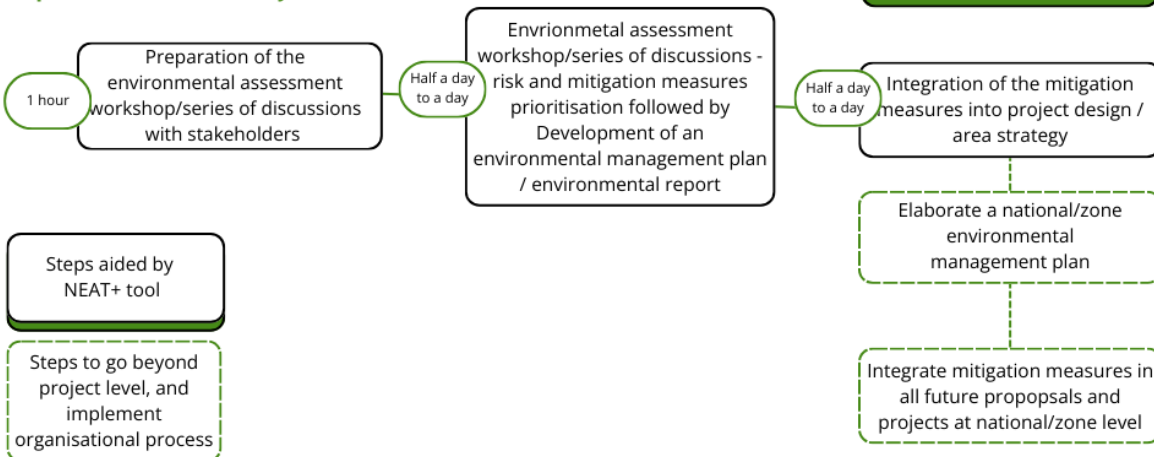 1 hour
Preparation of the
environmental assessment
workshop/series of discussions
with stakeholders
Half a day
to a day
Envrionmetal assessment
workshop/series of discussions -
risk and mitigation measures
prioritisation followed by
Development of an
environmental management plan
/ environmental report
Half a day
to a day
Integration of the mitigation
measures into project design /
area strategy
Elaborate a national/zone
environmental
management plan
Integrate mitigation measures in
all future propopsals and
projects at national/zone level
Steps aided by
NEAT+ tool
Steps to go beyond
project level, and
implement
organisational process